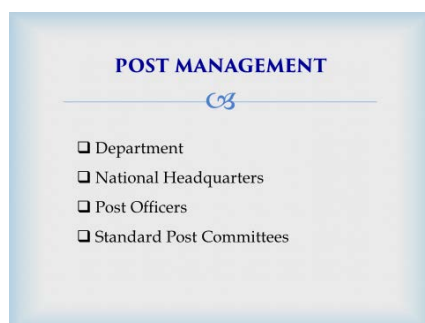 POST MANAGEMENT
❑ Department
❑ National Headquarters
❑ Post Officers
❑ Standard Post Committees